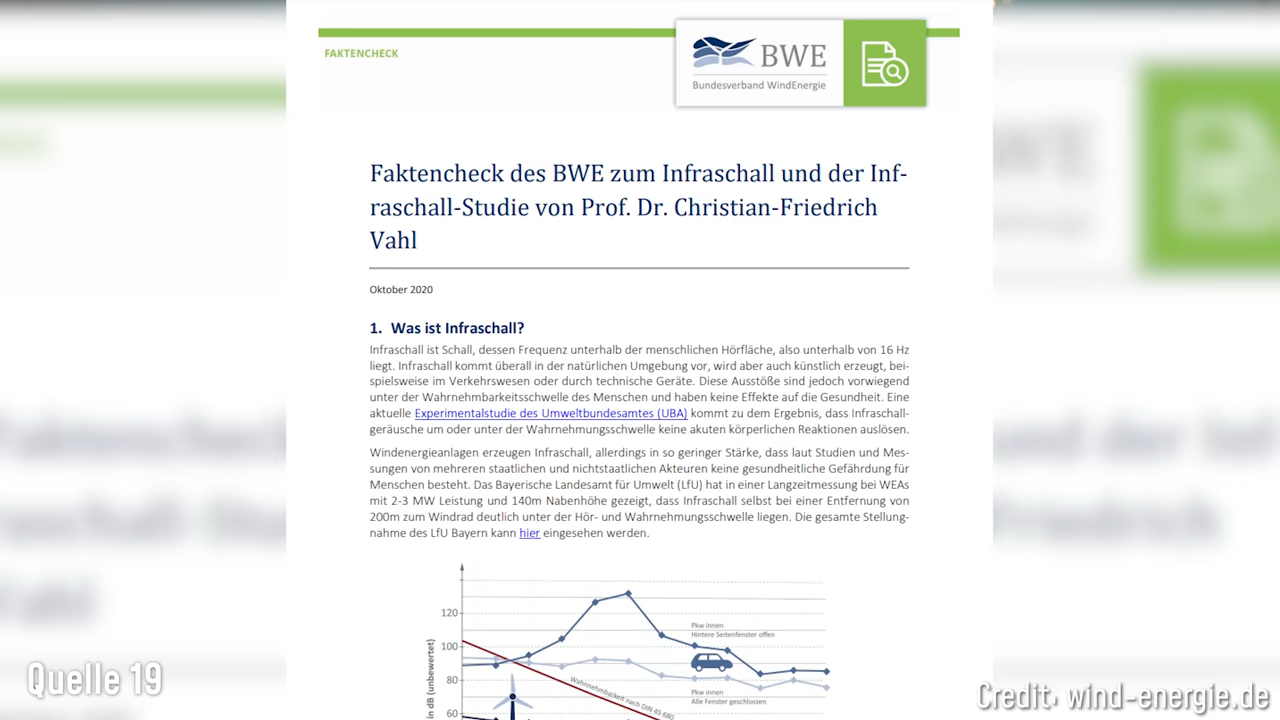 FAKTENCHECK
BWE
Bundesverband WindEnergie
Faktencheck des BWE zum Infraschall und der Inf-
raschall-Studie von Prof. Dr. Christian-Friedrich
Vahl
Oktober 2020
1. Was ist Infraschall?
Infraschall ist Schall, dessen Frequenz unterhalb der menschlichen Hörfläche, also unterhalb von 16 Hz
liegt. Infraschall kommt überall in der natürlichen Umgebung vor, wird aber auch künstlich erzeugt, bei-
spielsweise im Verkehrswesen oder durch technische Geräte. Diese Ausstöße sind jedoch vorwiegend
unter der Wahrnehmbarkeitsschwelle des Menschen und haben keine Effekte auf die Gesundheit. Eine
aktuelle Experimentalstudie des Umweltbundesamtes (UBA) kommt zu dem Ergebnis, dass Infraschall-
geräusche um oder unter der Wahrnehmungsschwelle keine akuten körperlichen Reaktionen auslösen.
Windenergieanlagen erzeugen Infraschall, allerdings in so geringer Stärke, dass laut Studien und Mes-
sungen von mehreren staatlichen und nichtstaatlichen Akteuren keine gesundheitliche Gefährdung für
Menschen besteht. Das Bayerische Landesamt für Umwelt (LfU) hat in einer Langzeitmessung bei WEAs
mit 2-3 MW Leistung und 140m Nabenhöhe gezeigt, dass Infraschall selbst bei einer Entfernung von
200m zum Windrad deutlich unter der Hör- und Wahrnehmungsschwelle liegen. Die gesamte Stellung-
nahme des LfU Bayern kann hier eingesehen werden.
120
100
80
60
in dB (unbewertet)
Pkw innen
Hintere Seitenfenster offen
Wahrnehmbarkeit nach DIN 45 680
Pkw innen
Alle Fenster geschlossen
Quelle 19
Credit: wind-energie.de